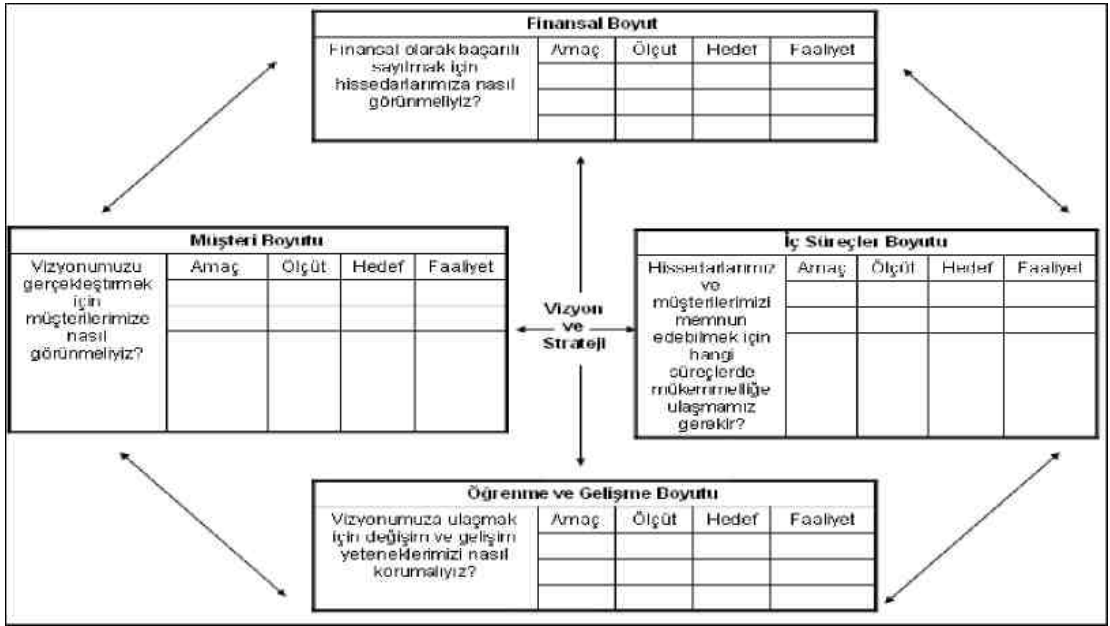 Finansal Boyut
Finansal olarak başarılı
sayılmak için
hissedarlarımıza nasıl
görünmeliyiz?
Amaç Ölçüt Hedef Faaliyet
Müşteri Boyutu
Vizyonumuzu
gerçekleştirmek
için
müşterilerimize
nasıl
görünmeliyiz?
Amaç Ölçüt Hedef Faaliyet
Vizyon
ve
Strateji
İç Süreçler Boyutu
Hissedarlarımız
ve
müşterilerimizi
memnun
edebilmek için
hangi
süreçlerde
mükemmelliğe
ulaşmamız
gerekir?
Amaç Ölçüt Hedef Faaliyet
Öğrenme ve Gelişme Boyutu
Vizyonumuza ulaşmak
için değişim ve gelişim
yeteneklerimizi nasıl
korumalıyız?
Amaç Ölçüt Hedef Faaliyet